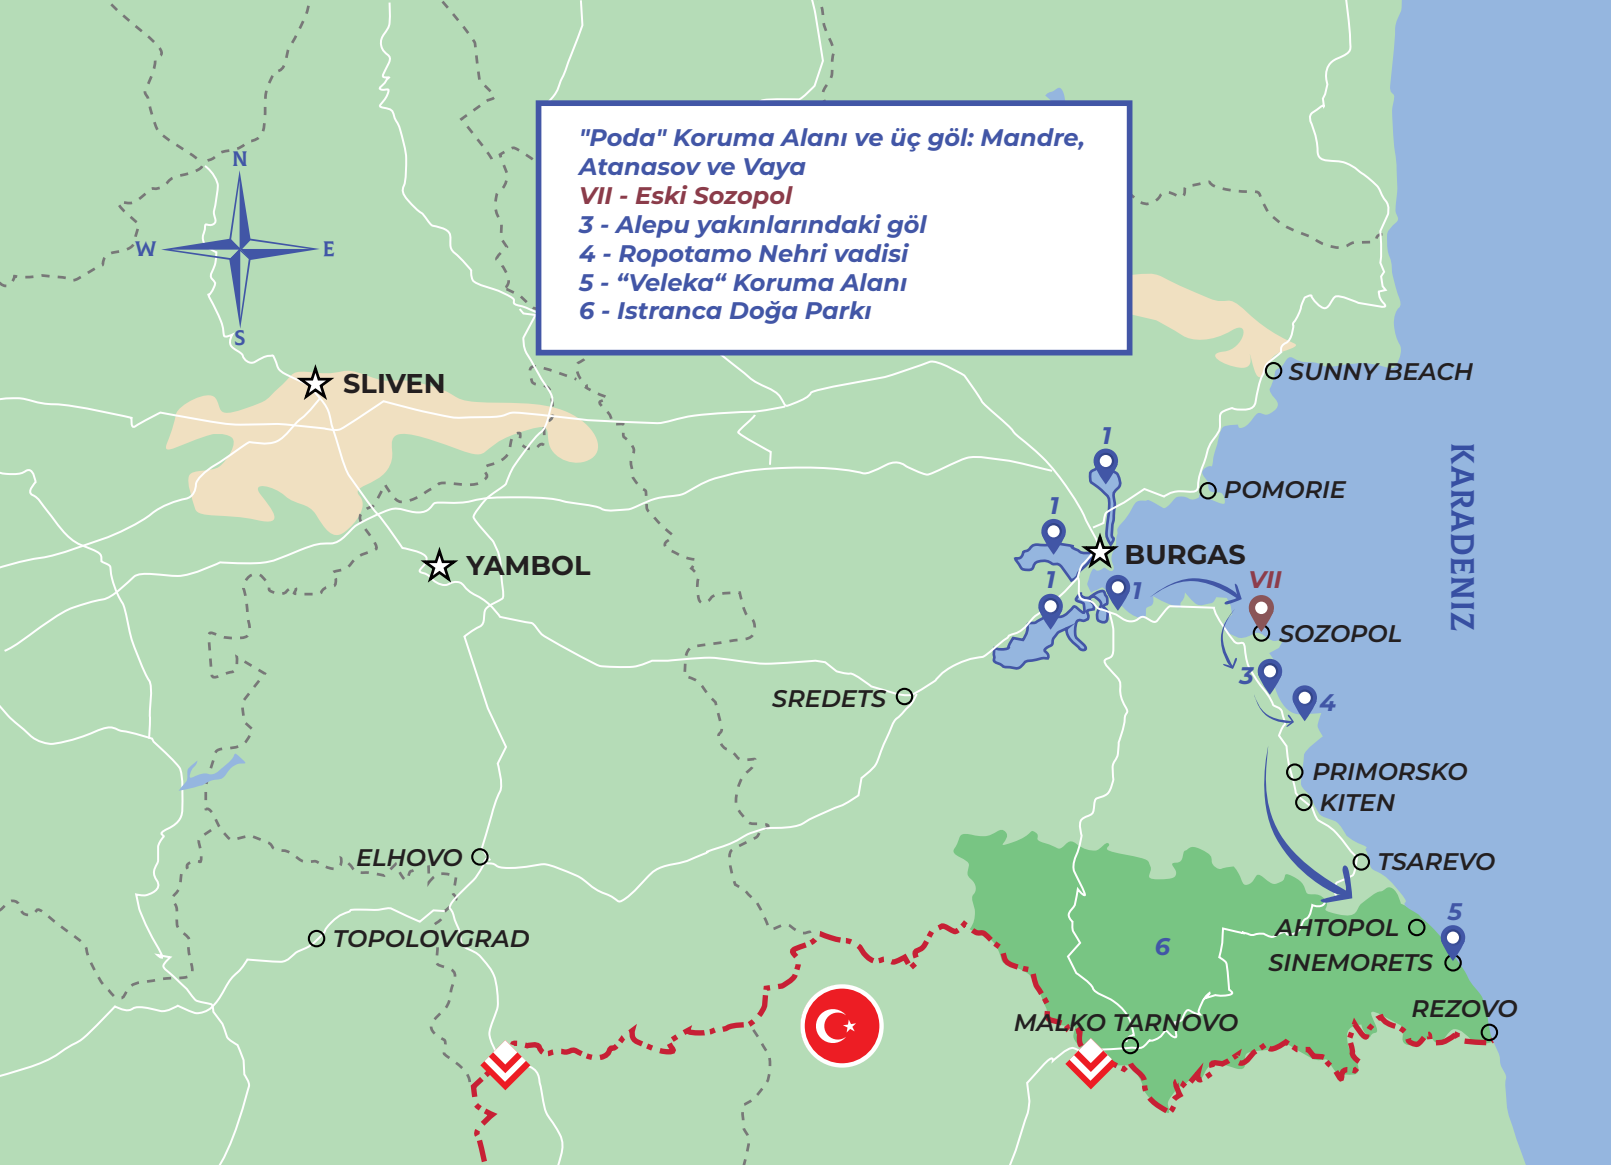 "Poda" Koruma Alanı ve üç göl: Mandre,
Atanasov ve Vaya
VII - Eski Sozopol
3 - Alepu yakınlarındaki göl
4 - Ropotamo Nehri vadisi
5 - “Veleka“ Koruma Alanı
6 - Istranca Doğa Parkı
N
W
E
S
SLIVEN
SUNNY BEACH
KARADENIZ
1
POMORIE
1
BURGAS
YAMBOL
1
1
VII
SOZOPOL
3
SREDETS
4
PRIMORSKO
KITEN
ELHOVO
TSAREVO
5
AHTOPOL
TOPOLOVGRAD
6
SINEMORETS
REZOVO
MALKO TARNOVO